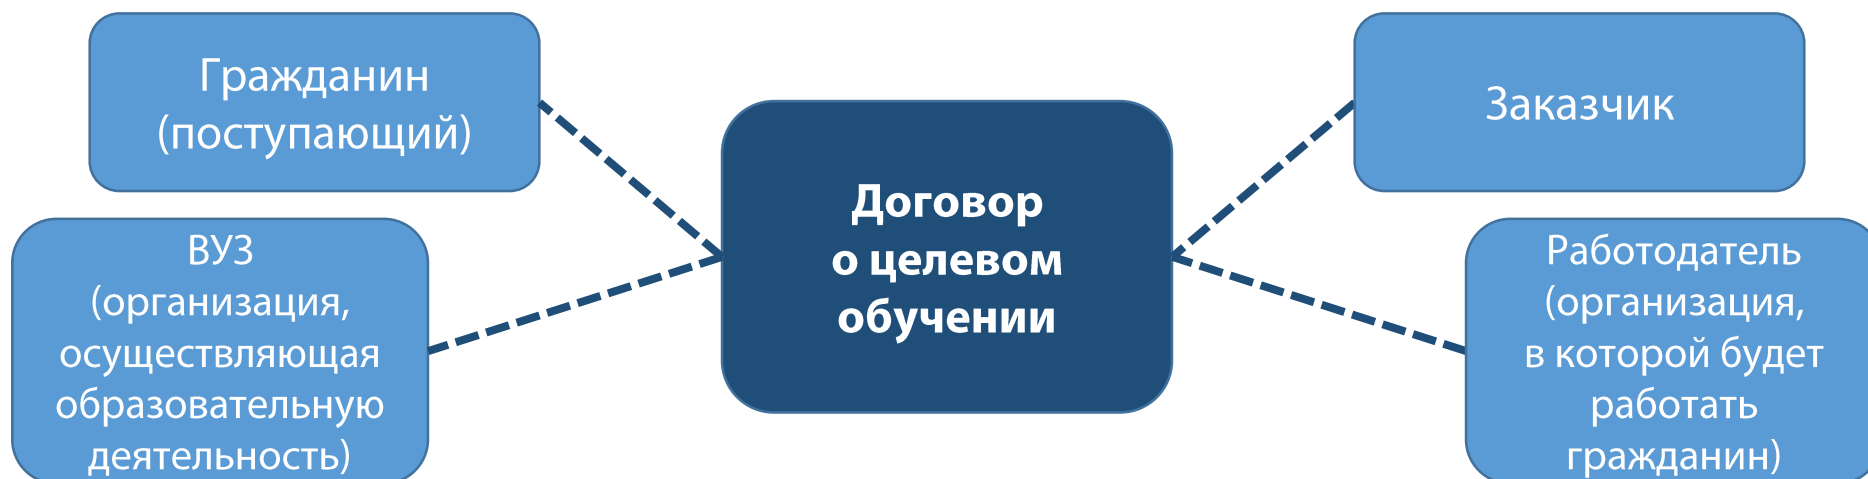 Гражданин
(поступающий)
ВУЗ
(организация,
осуществляющая
образовательную
деятельность)
Договор
о целевом
обучении
Заказчик
Работодатель
(организация,
в которой будет
работать
гражданин)